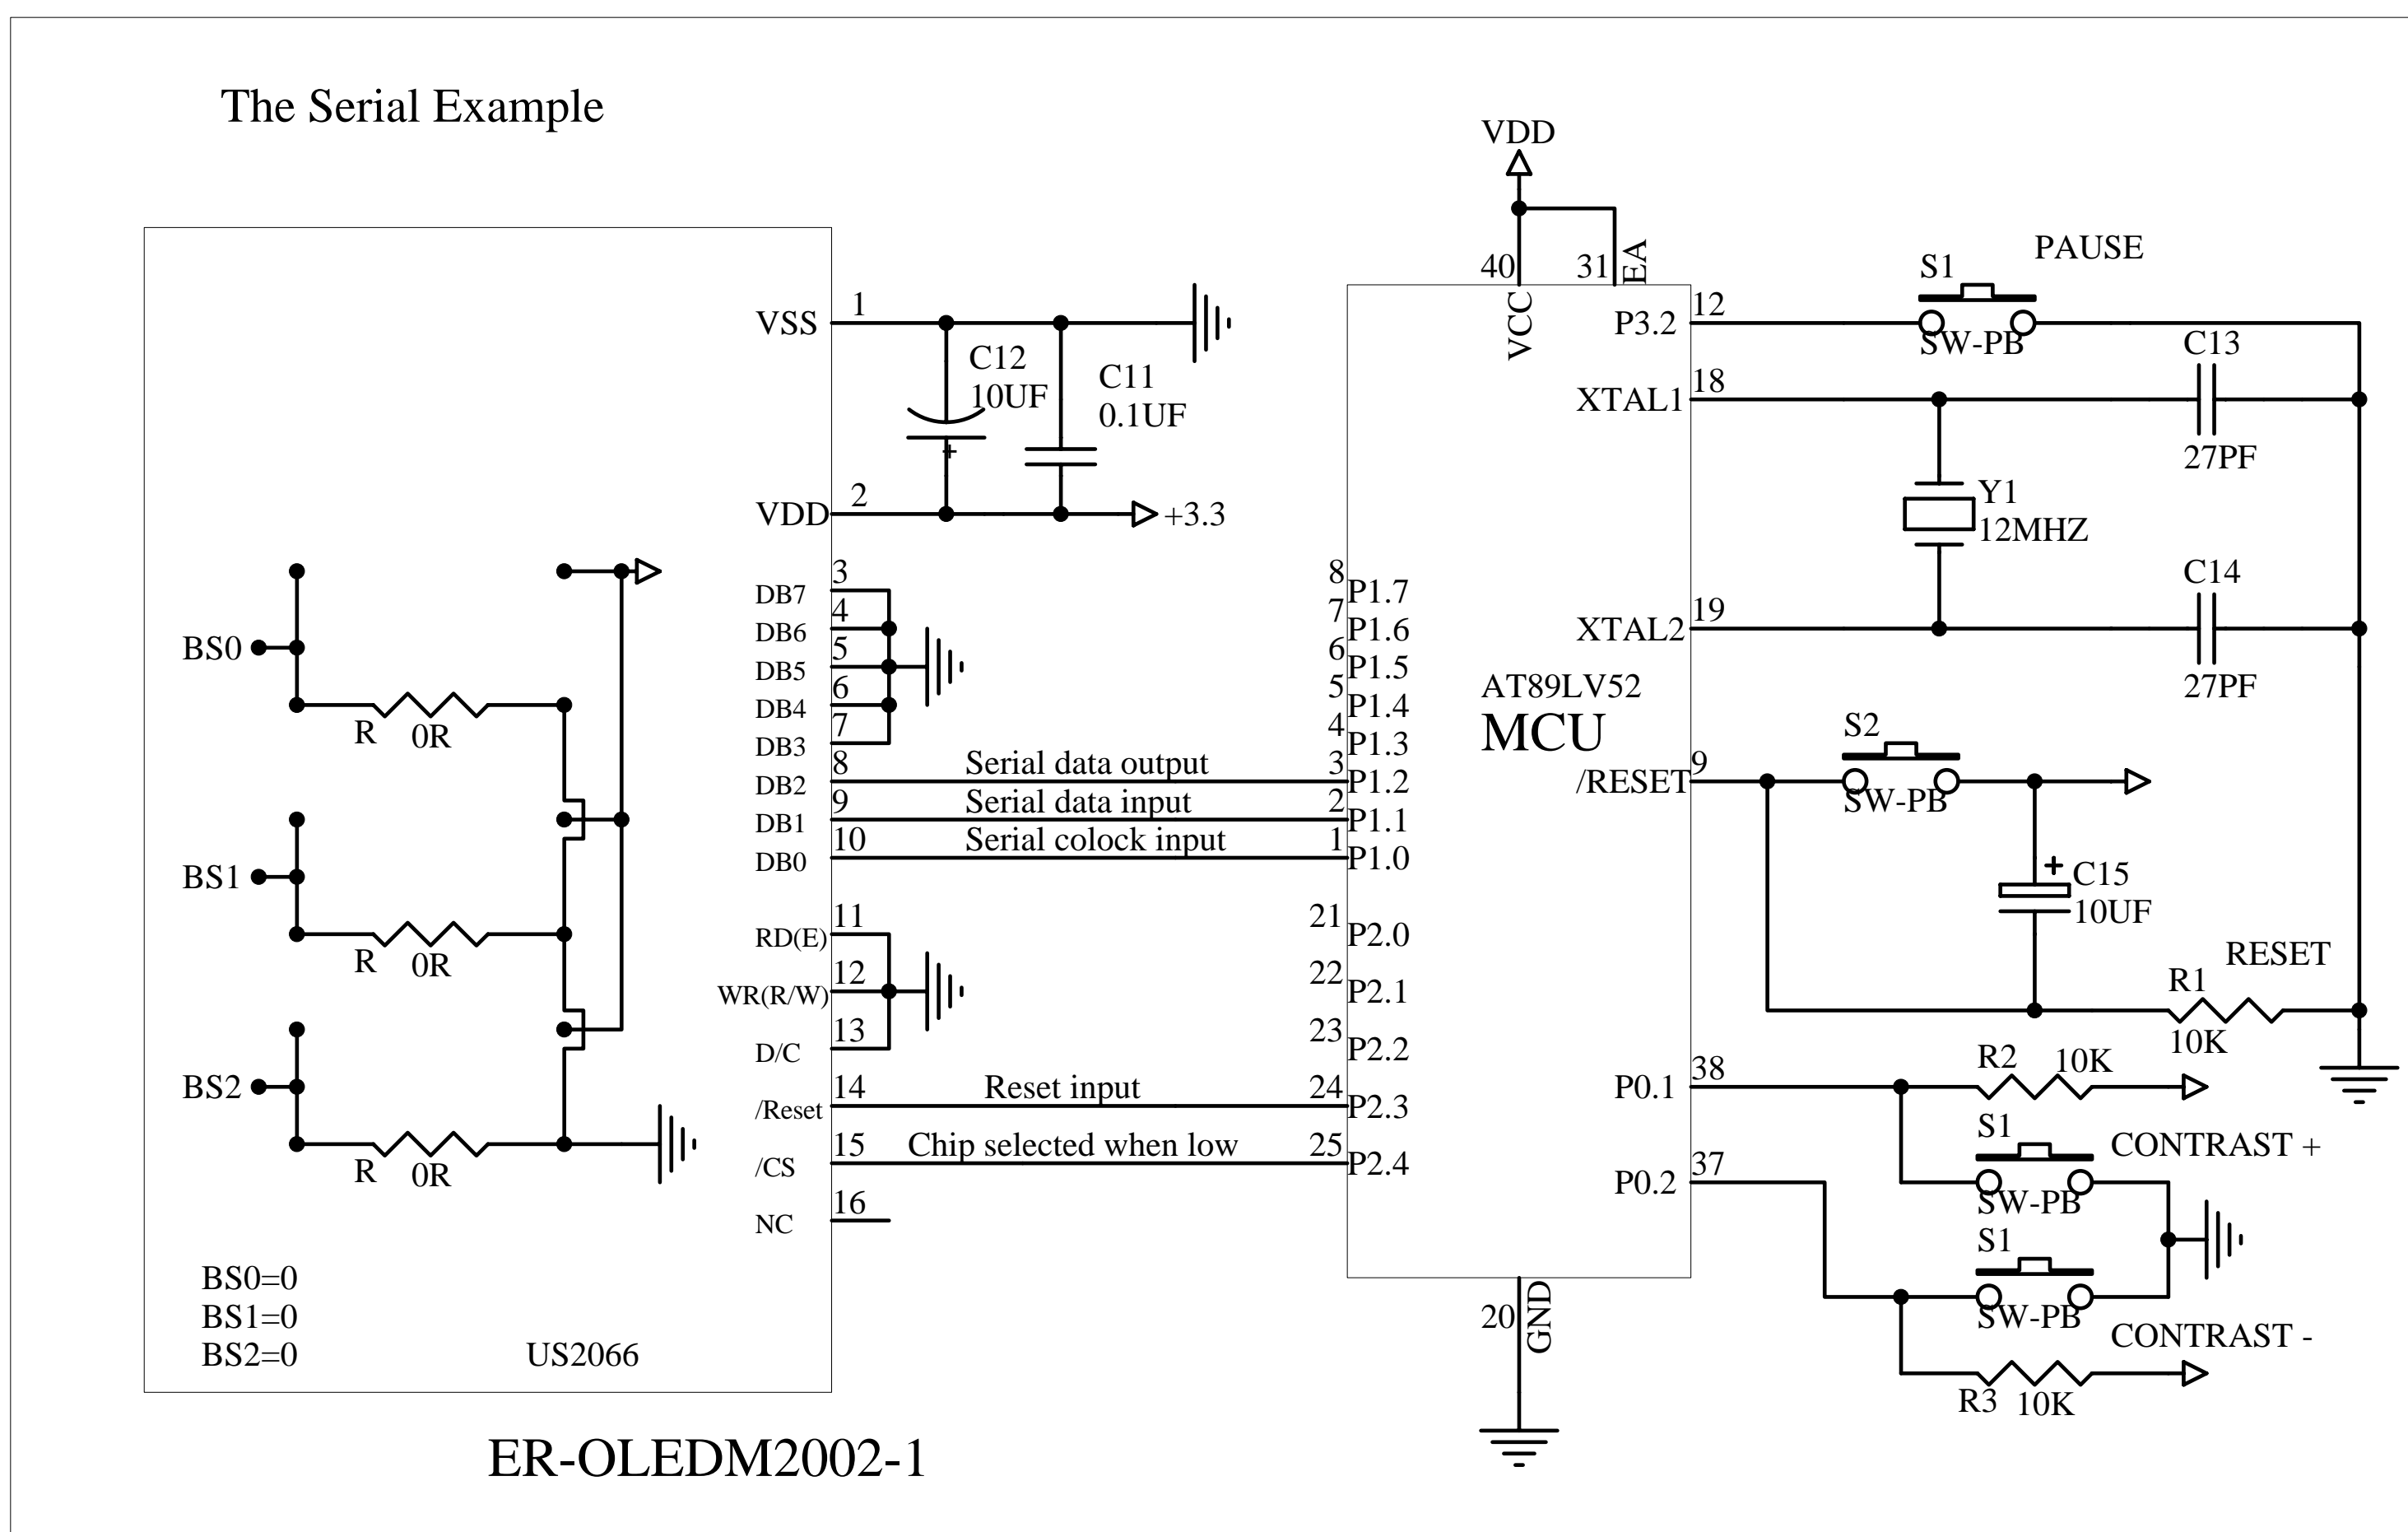 The Serial Example
VSS
1
C12
10UF
C11
0.1UF
VDD
2
+3.3
BS0
R 0R
BS1
R 0R
BS2
R 0R
DB7
3
DB6
4
DB5
5
DB4
6
DB3
7
DB2
8
Serial data output
DB1
9
Serial data input
DB0
10
Serial colock input
RD(E)
11
WR(R/W)
12
D/C
13
/Reset
14
Reset input
/CS
15
Chip selected when low
NC
16
BS0=0
BS1=0
BS2=0
US2066
ER-OLEDM2002-1
VDD
40
VCC
31
EA
8
P1.7
7
P1.6
6
P1.5
5
P1.4
4
P1.3
3
P1.2
2
P1.1
1
P1.0
21
P2.0
22
P2.1
23
P2.2
24
P2.3
25
P2.4
AT89LV52
MCU
20
GND
P3.2
12
S1
PAUSE
SW-PB
XTAL1
18
C13
27PF
Y1
12MHZ
XTAL2
19
C14
27PF
/RESET
9
S2
SW-PB
+
C15
10UF
RESET
R1
10K
P0.1
38
R2 10K
S1
CONTRAST +
SW-PB
P0.2
37
S1
SW-PB
CONTRAST -
R3 10K